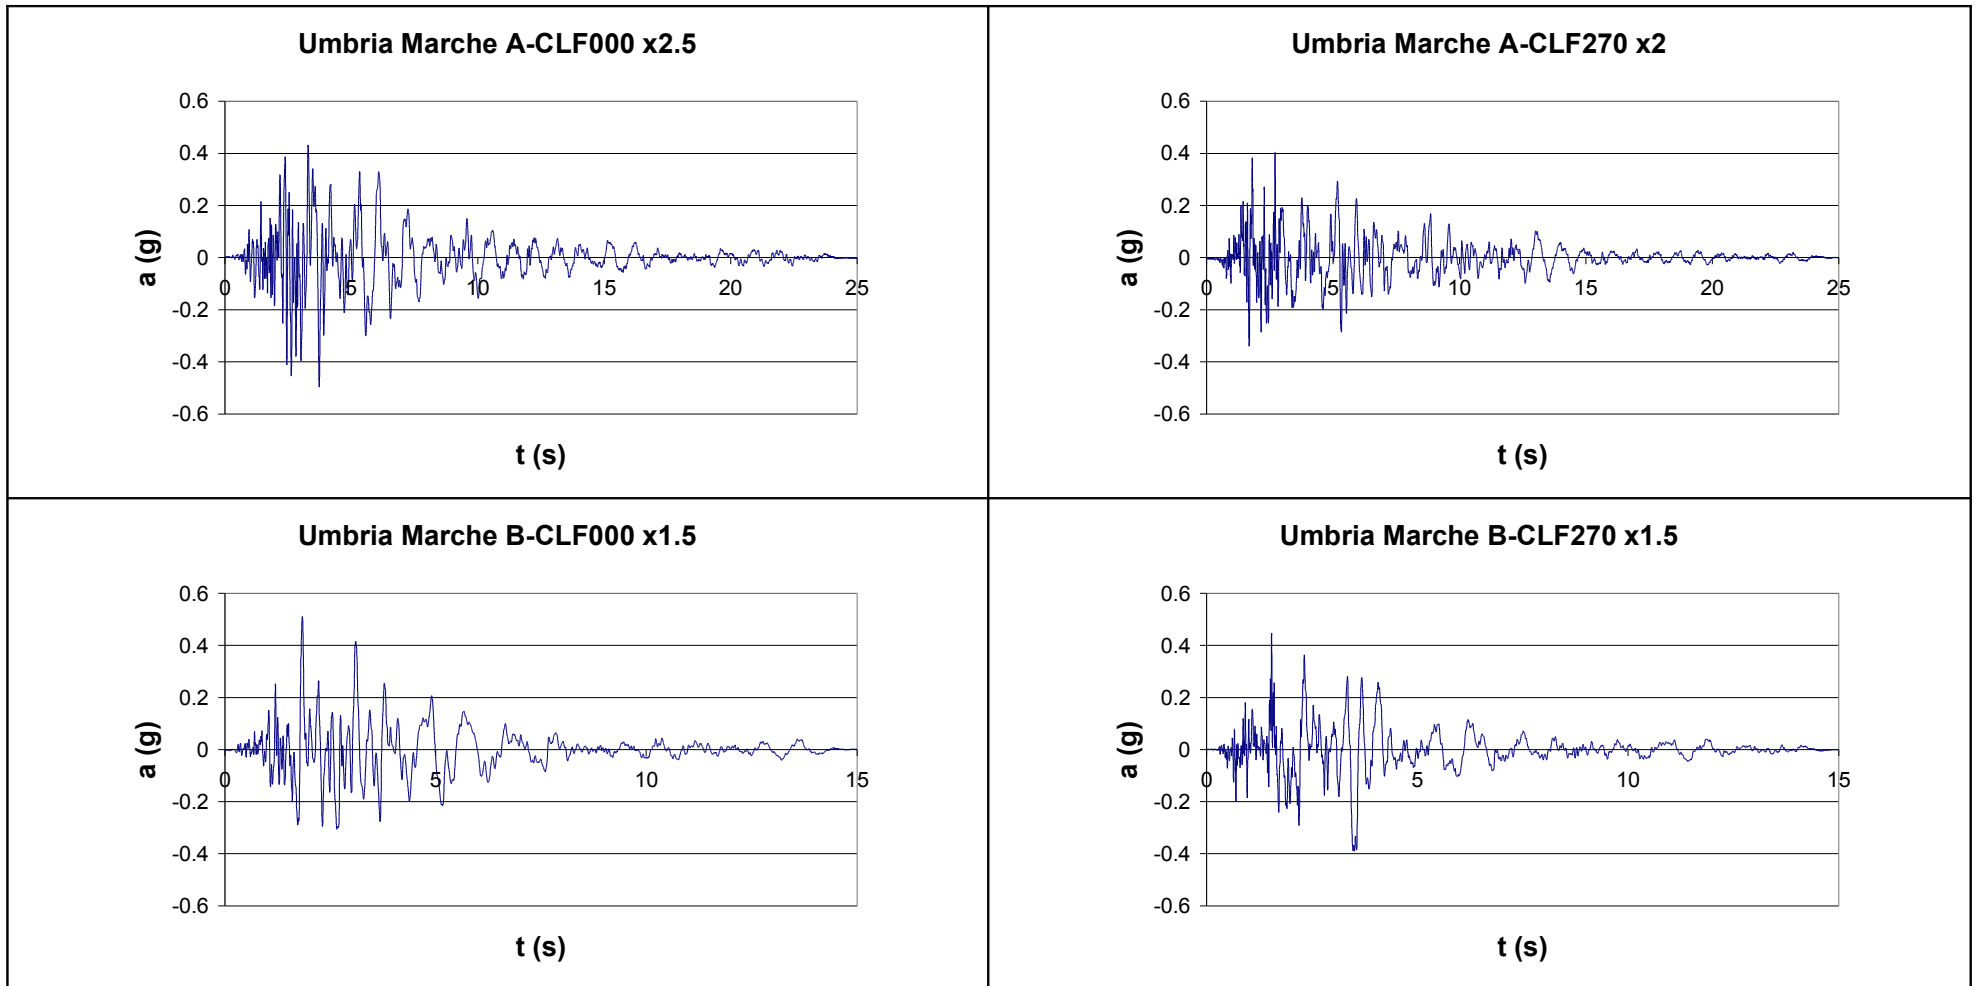 Umbria Marche A-CLF000 x2.5
0.6
0.4
0.2
0
-0.2
-0.4
-0.6
0 5 10 15 20 25
a (g)
t (s)
Umbria Marche A-CLF270 x2
0.6
0.4
0.2
0
-0.2
-0.4
-0.6
0 5 10 15 20 25
a (g)
t (s)
Umbria Marche B-CLF000 x1.5
0.6
0.4
0.2
0
-0.2
-0.4
-0.6
0 5 10 15
a (g)
t (s)
Umbria Marche B-CLF270 x1.5
0.6
0.4
0.2
0
-0.2
-0.4
-0.6
0 5 10 15
a (g)
t (s)